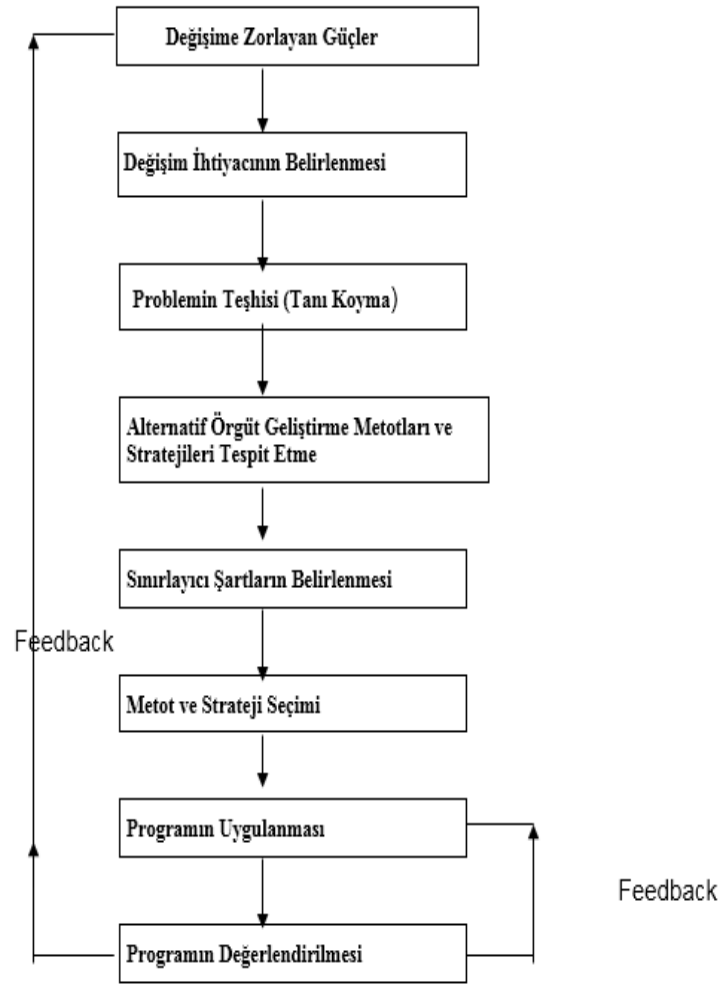 Değişime Zorlayan Güçler
Değişim İhtiyacının Belirlenmesi
Problemin Teşhisi (Tanı Koyma)
Alternatif Örgüt Geliştirme Metotları ve
Stratejileri Tespit Etme
Sınırlayıcı Şartların Belirlenmesi
Feedback
Metot ve Strateji Seçimi
Programın Uygulanması
Feedback
Programın Değerlendirilmesi